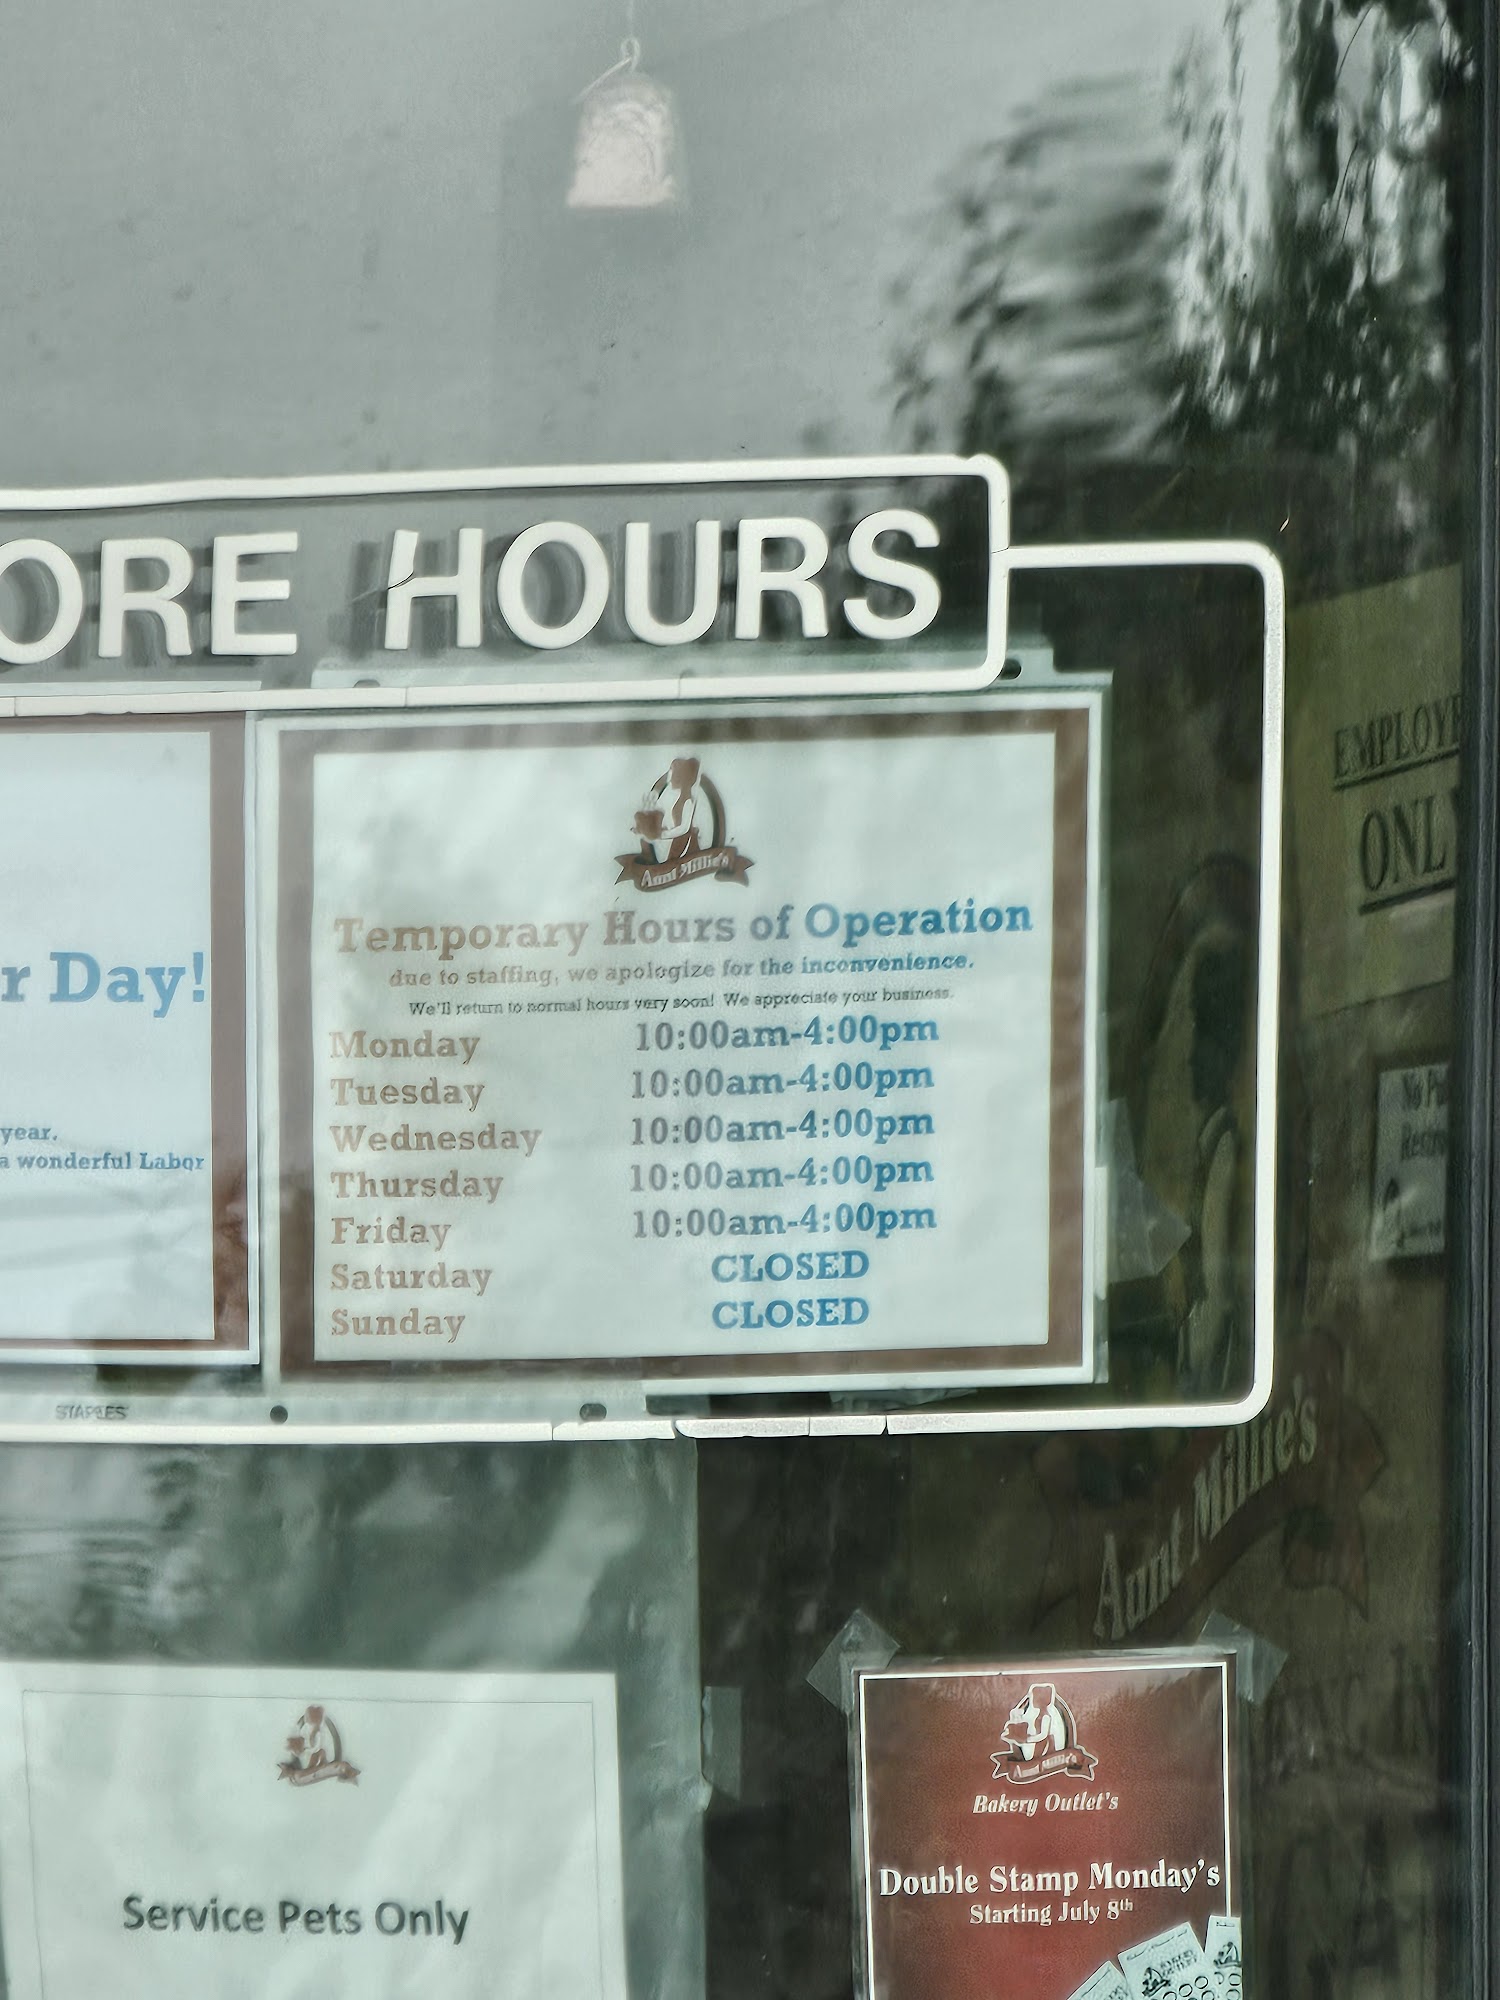 ORE HOURS
EMPLOYE
ONLY
Aunt Millie's
Temporary Hours of Operation
due to staffing, we apologize for the inconvenience.
We'll return to normal hours very soon! We appreciate your business.
Monday 10:00am-4:00pm
Tuesday 10:00am-4:00pm
Wednesday 10:00am-4:00pm
Thursday 10:00am-4:00pm
Friday 10:00am-4:00pm
Saturday CLOSED
Sunday CLOSED
r Day!
year.
a wonderful Labor
STAPLES
Aunt Millie's
Service Pets Only
Aunt Millie's
Bakery Outlet's
Double Stamp Monday's
Starting July 8th